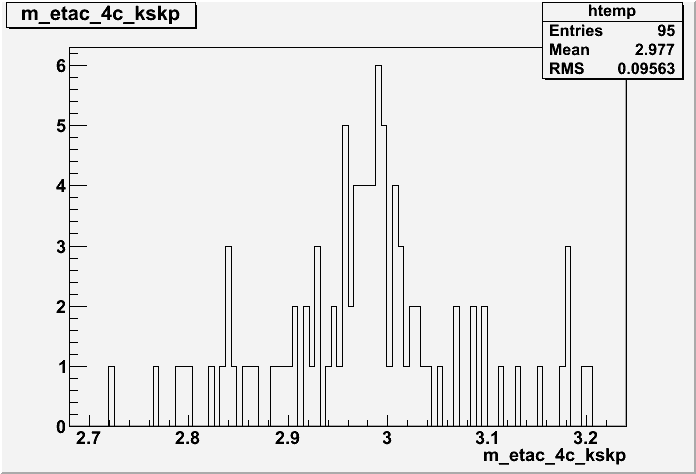 m_etac_4c_kskp
htemp
Entries 95
Mean 2.977
RMS 0.09563
6
5
4
3
2
1
0
2.7 2.8 2.9 3 3.1 3.2
m_etac_4c_kskp